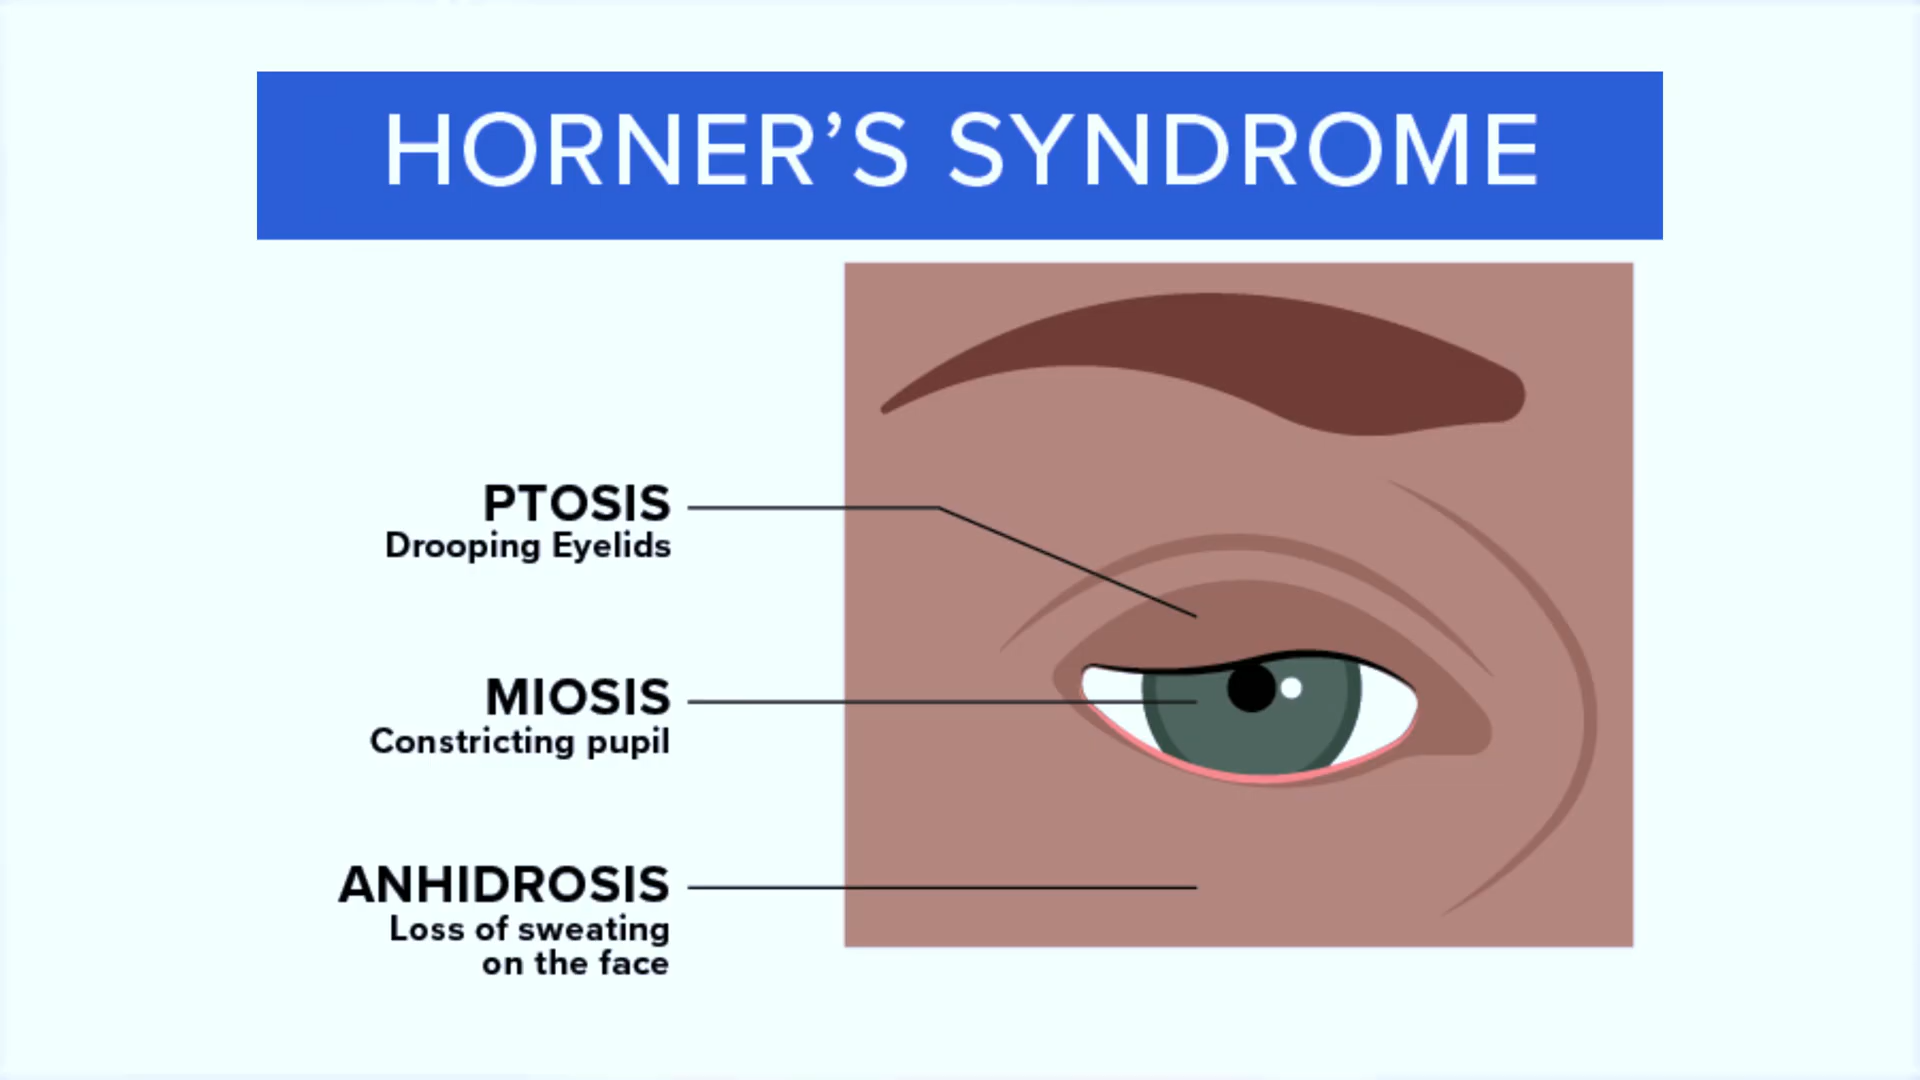 HORNER’S SYNDROME
PTOSIS
Drooping Eyelids
MIOSIS
Constricting pupil
ANHIDROSIS
Loss of sweating
on the face